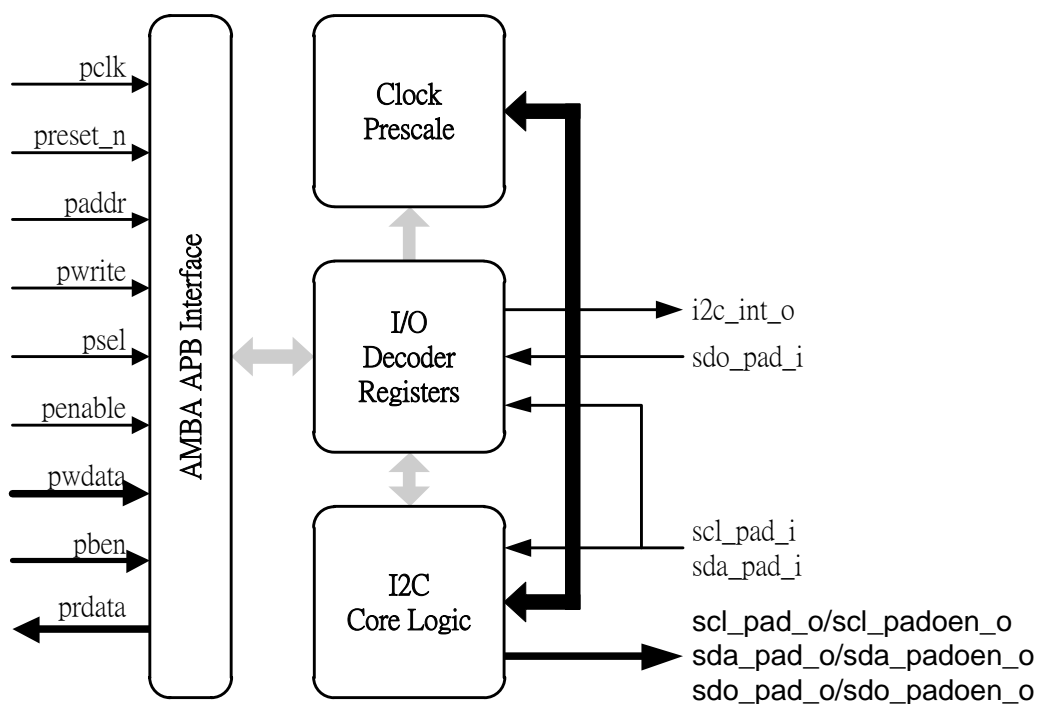 pclk
preset_n
paddr
pwrite
psel
penable
pwdata
pben
prdata
AMBA APB Interface
Clock
Prescale
I/O
Decoder
Registers
I2C
Core Logic
i2c_int_o
sdo_pad_i
scl_pad_i
sda_pad_i
scl_pad_o/scl_padoen_o
sda_pad_o/sda_padoen_o
sdo_pad_o/sdo_padoen_o